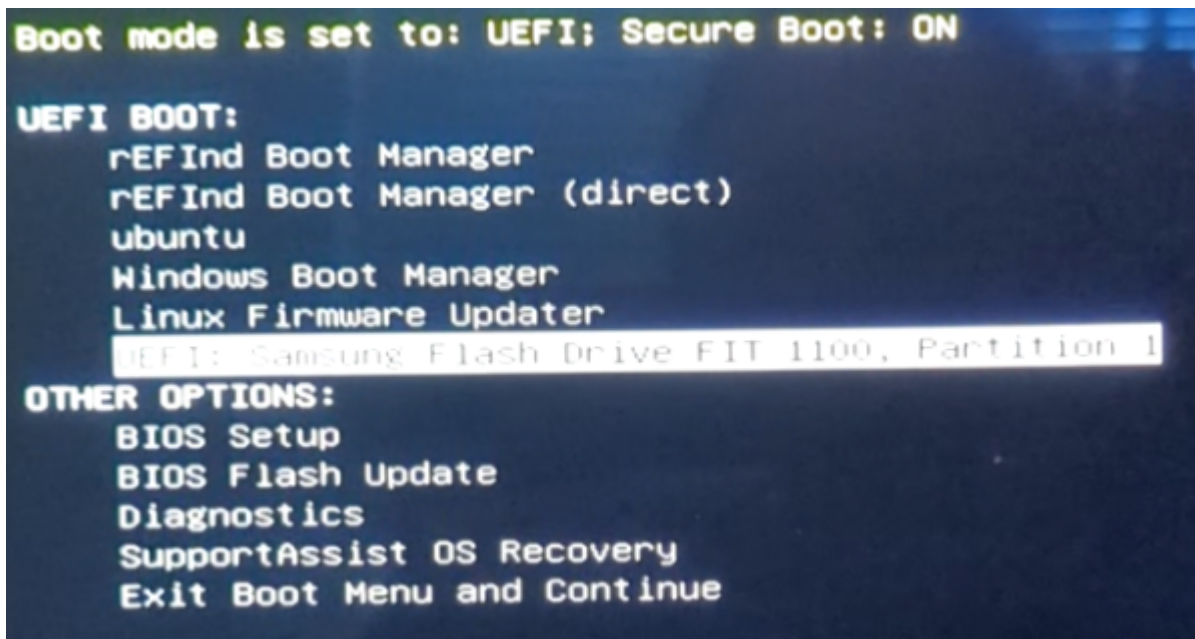 Boot mode is set to: UEFI; Secure Boot: ON
UEFI BOOT:
rEFInd Boot Manager
rEFInd Boot Manager (direct)
ubuntu
Windows Boot Manager
Linux Firmware Updater
UEFI: Samsung Flash Drive FIT 1100, Partition 1
OTHER OPTIONS:
BIOS Setup
BIOS Flash Update
Diagnostics
SupportAssist OS Recovery
Exit Boot Menu and Continue